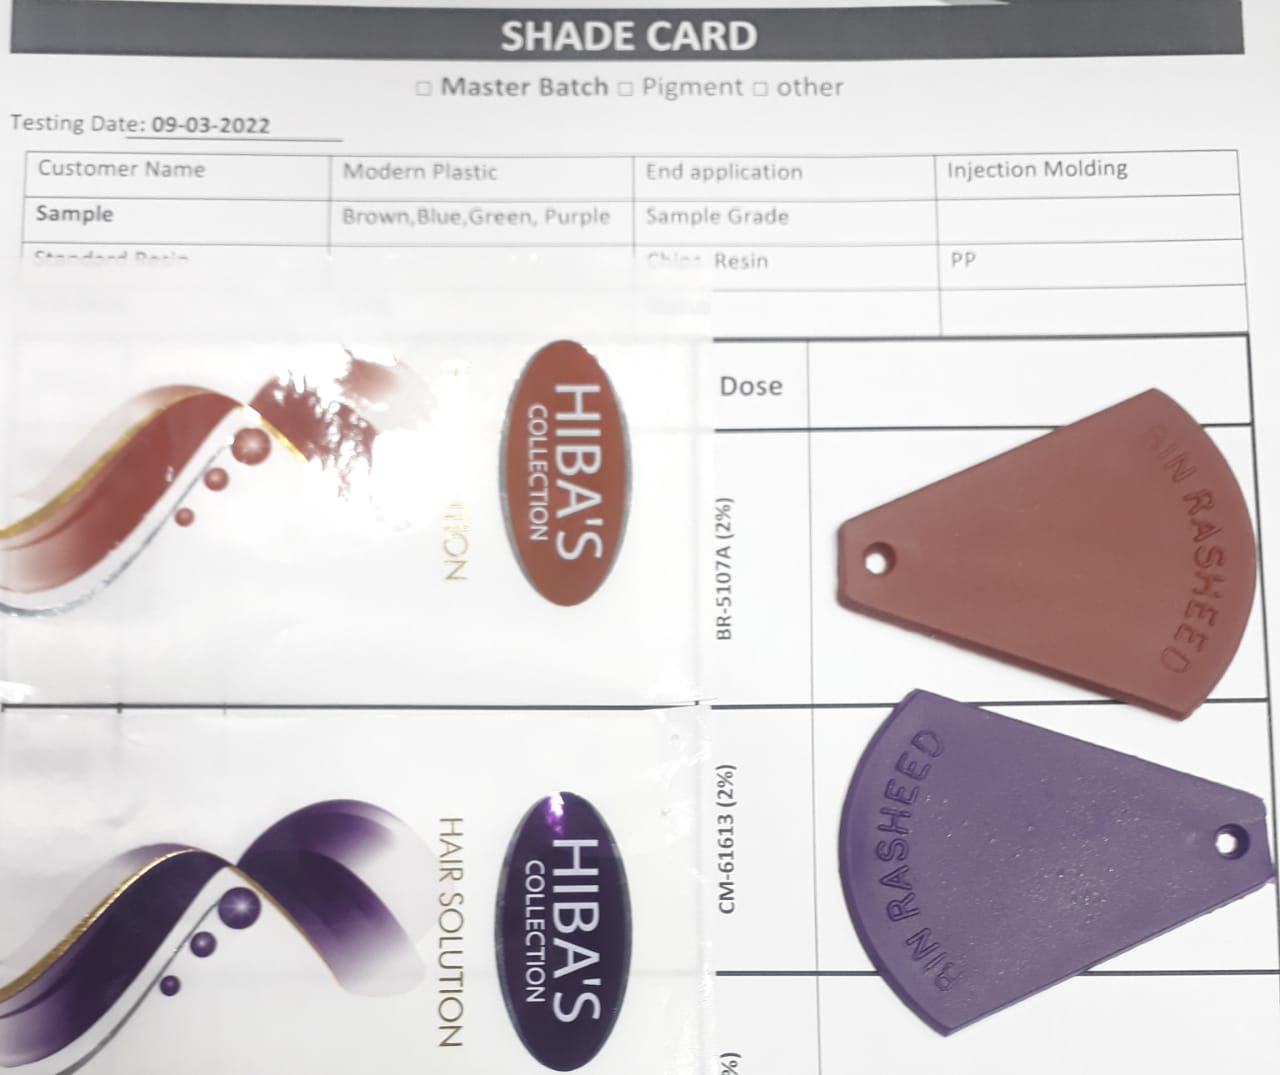 SHADE CARD
□ Master Batch □ Pigment □ other
Testing Date: 09-03-2022
Customer Name Modern Plastic End application Injection Molding
Sample Brown,Blue,Green, Purple Sample Grade
Standard Resin Resin PP
Dose
HIBA'S
COLLECTION
BR-5107A (2%)
BIN RASHEED
HAIR SOLUTION
HIBA'S
COLLECTION
CM-61613 (2%)
BIN RASHEED
%)